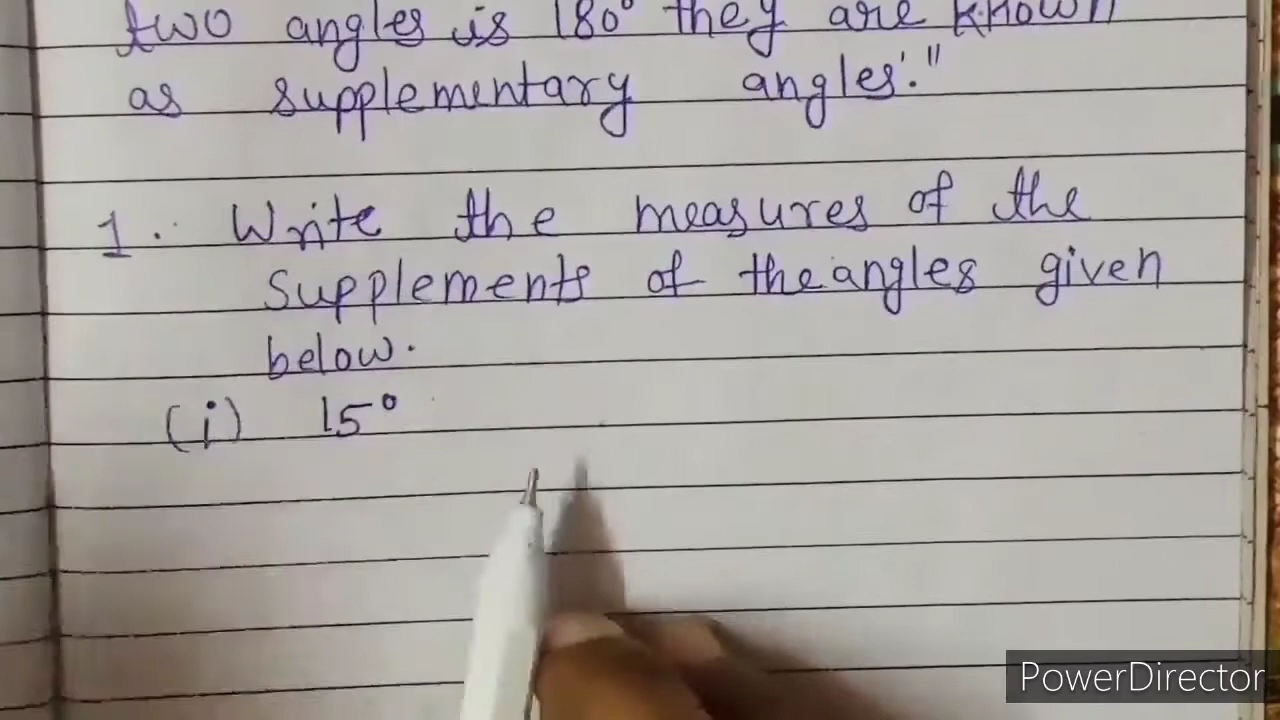 two angles is 180° they are known
as supplementary angles'."
1. Write the measures of the
supplements of the angles given
below.
(i) 15°
PowerDirector